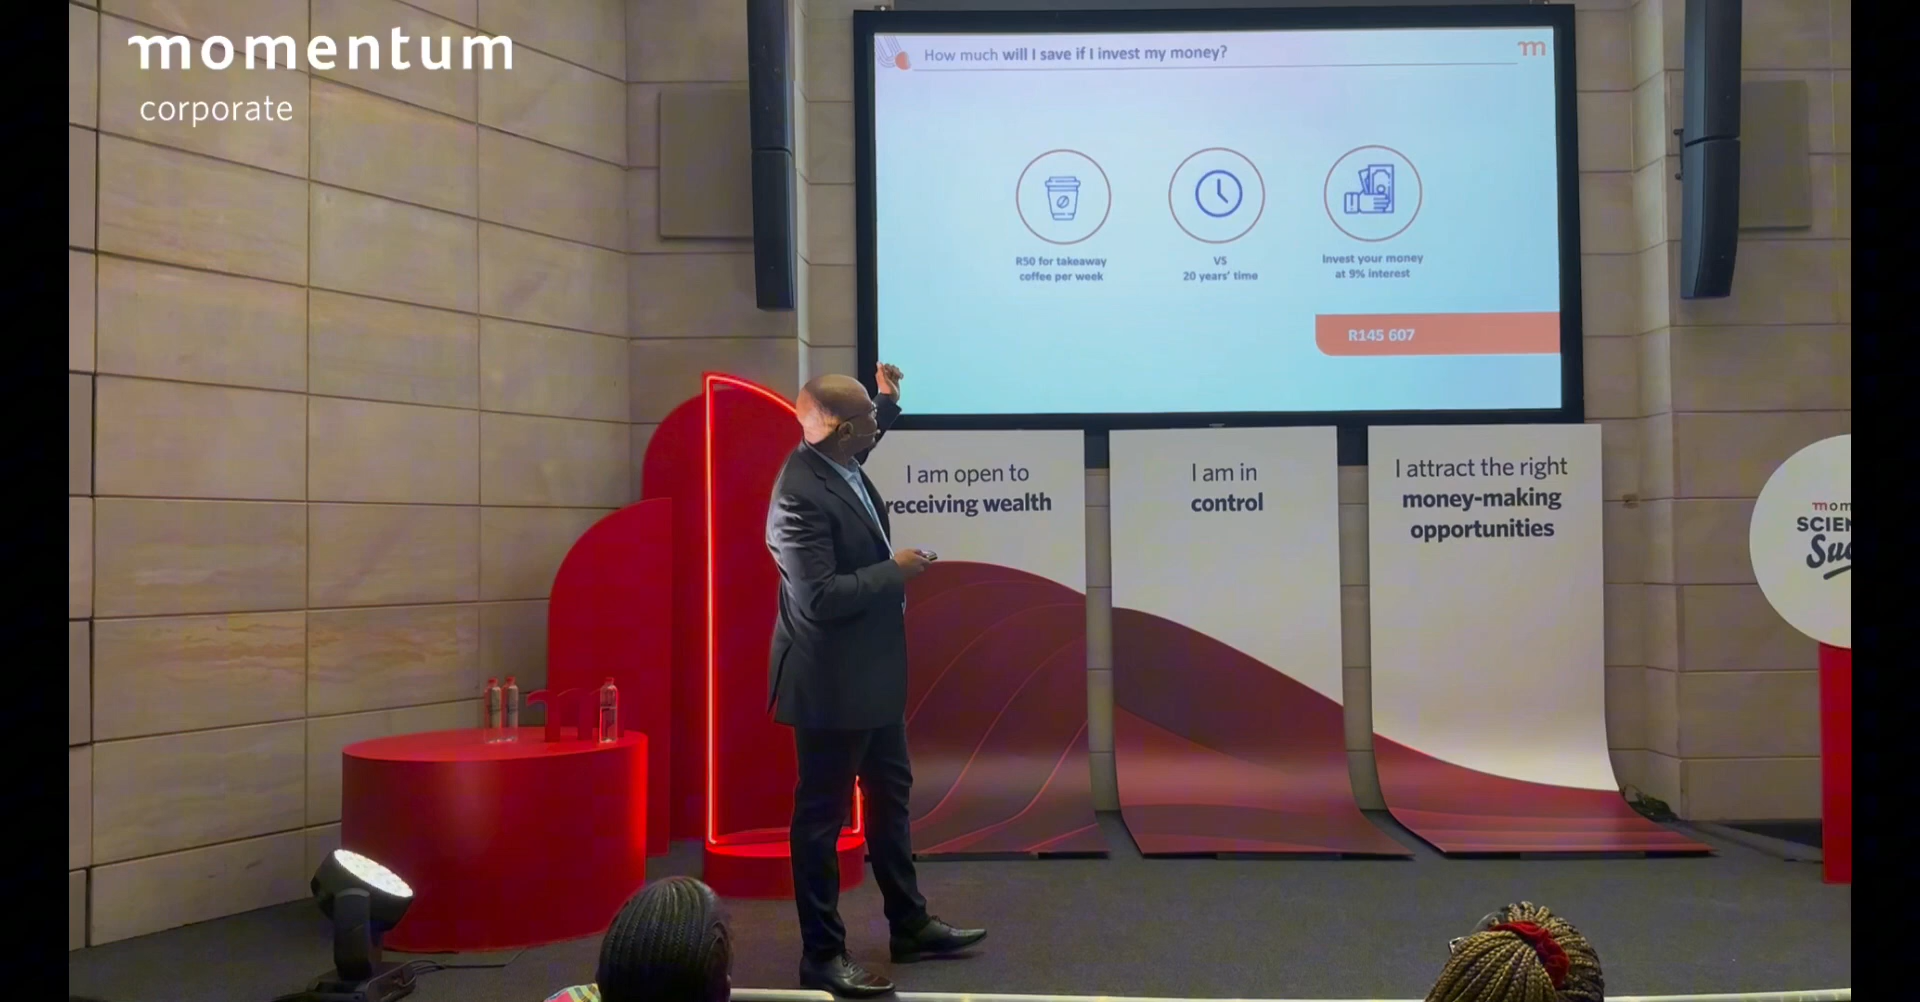 momentum
corporate
How much will I save if I invest my money?
m
R50 for takeaway
coffee per week
VS
20 years' time
Invest your money
at 9% interest
R145 607
I am open to
receiving wealth
I am in
control
I attract the right
money-making
opportunities
m